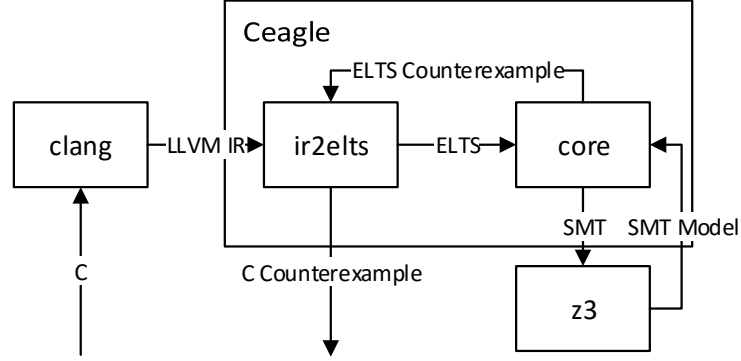 Ceagle
ELTS Counterexample
clang
LLVM IR
ir2elts
ELTS
core
SMT
SMT Model
C
C Counterexample
z3